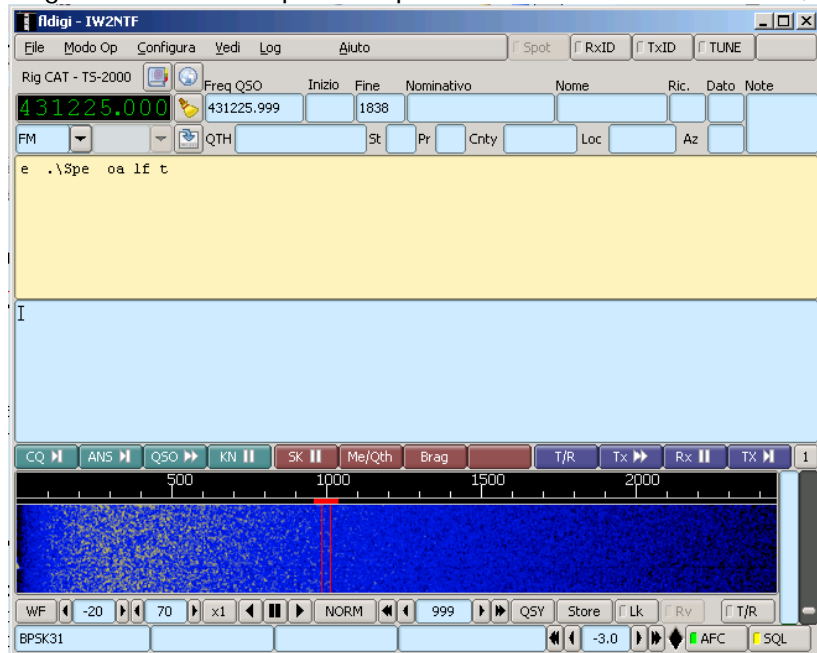 fldigi - IW2NTF
File Modo Op Configura Vedi Log Aiuto Spot RxID TxID TUNE
Rig CAT - TS-2000 Freq QSO Inizio Fine Nominativo Nome Ric. Dato Note
431225.000 431225.999 1838
FM QTH St Pr Cnty Loc Az
e .\Spe oa lf t
CQ ANS QSO KN SK Me/Qth Brag T/R Tx Rx TX 1
500 1000 1500 2000
WF -20 70 x1 NORM 999 QSY Store Lk Rv T/R
BPSK31 -3.0 AFC SQL